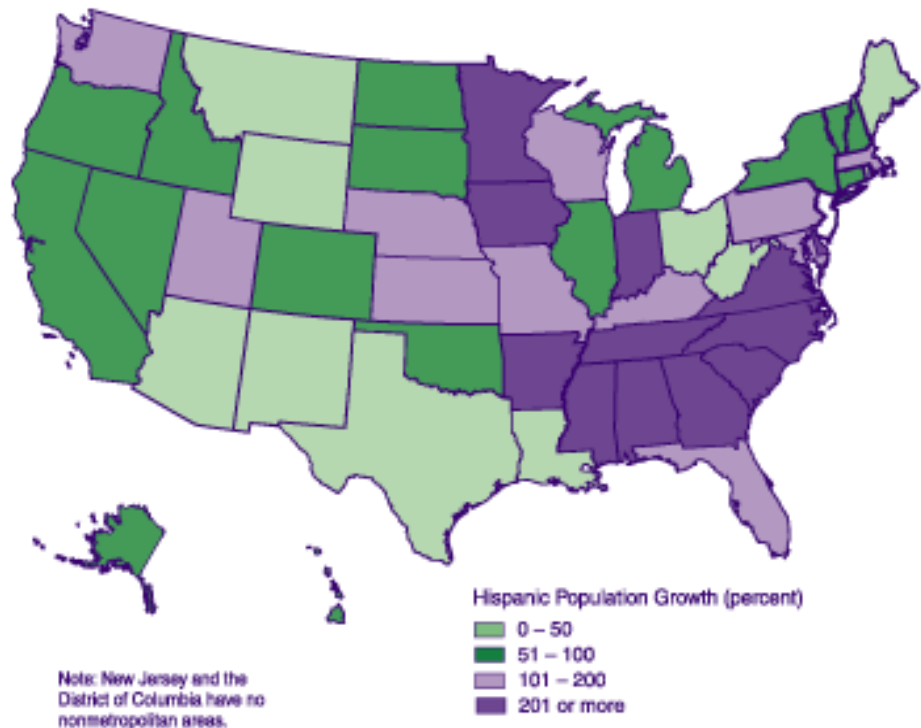 Hispanic Population Growth (percent)
0 – 50
51 – 100
101 – 200
201 or more
Note: New Jersey and the
District of Columbia have no
nonmetropolitan areas.